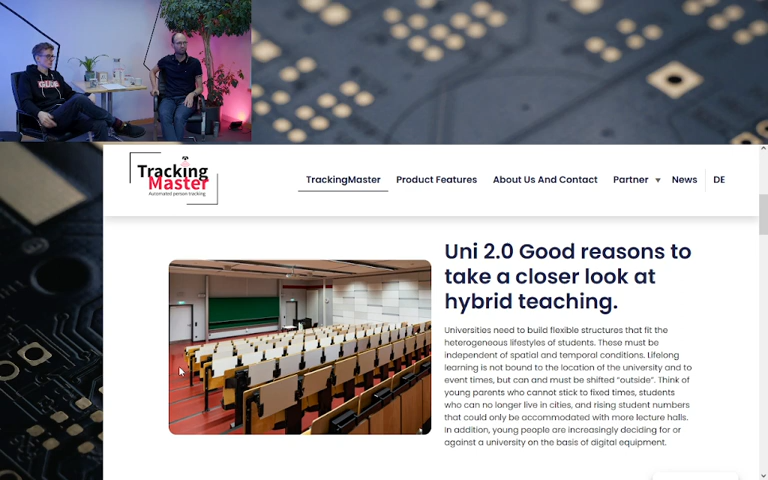 Tracking
Master
Automated person tracking
TrackingMaster
Product Features
About Us And Contact
Partner
News
DE
Uni 2.0 Good reasons to
take a closer look at
hybrid teaching.
Universities need to build flexible structures that fit the
heterogeneous lifestyles of students. These must be
independent of spatial and temporal conditions. Lifelong
learning is not bound to the location of the university and to
event times, but can and must be shifted “outside”. Think of
young parents who cannot stick to fixed times, students
who can no longer live in cities, and rising student numbers
that could only be accommodated with more lecture halls.
In addition, young people are increasingly deciding for or
against a university on the basis of digital equipment.